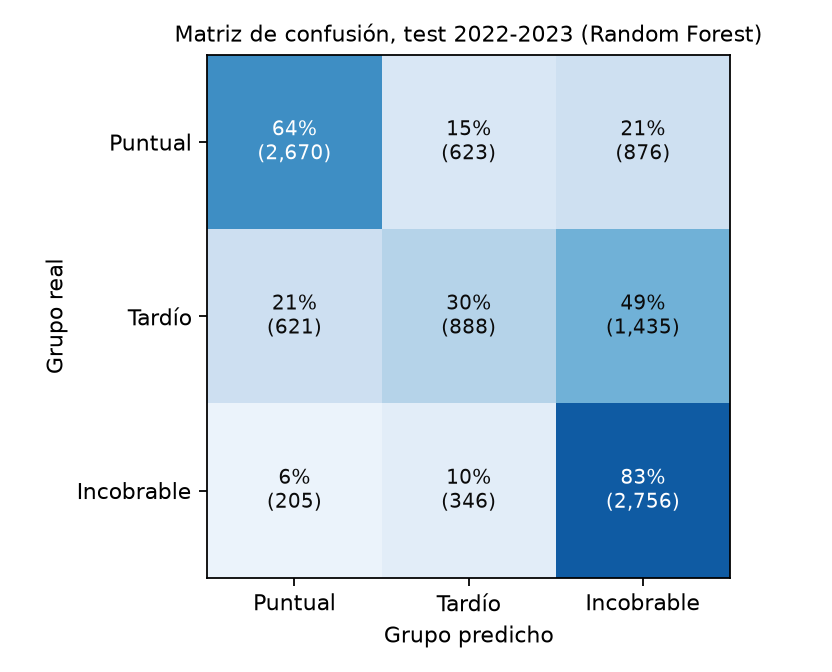 Matriz de confusión, test 2022-2023 (Random Forest)
Grupo real
Puntual
64%
(2,670)
15%
(623)
21%
(876)
Tardío
21%
(621)
30%
(888)
49%
(1,435)
Incobrable
6%
(205)
10%
(346)
83%
(2,756)
Puntual
Tardío
Incobrable
Grupo predicho